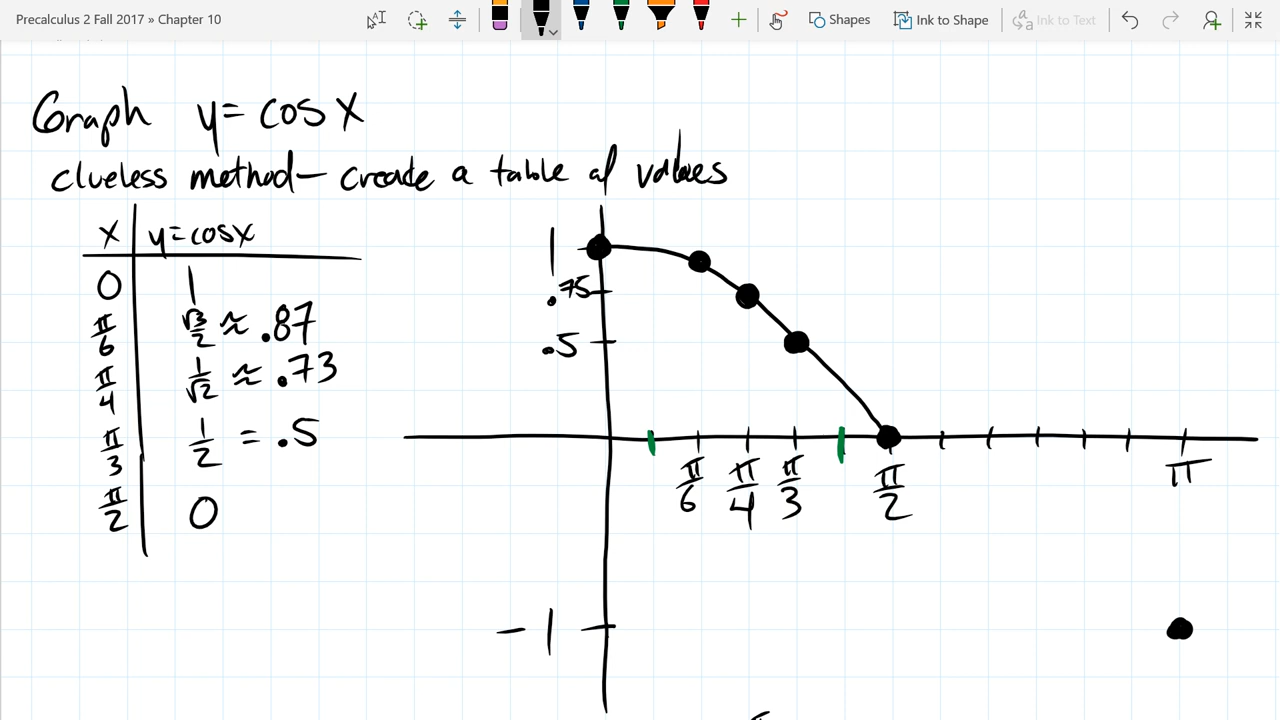 Precalculus 2 Fall 2017 » Chapter 10
Shapes
Ink to Shape
Ink to Text
Graph y = cos x
clueless method – create a table of values
x y=cosx
0 1
π/6 √3/2 ≈ .87
π/4 1/√2 ≈ .73
π/3 1/2 = .5
π/2 0
1
.75
.5
π/6 π/4 π/3 π/2 π
-1